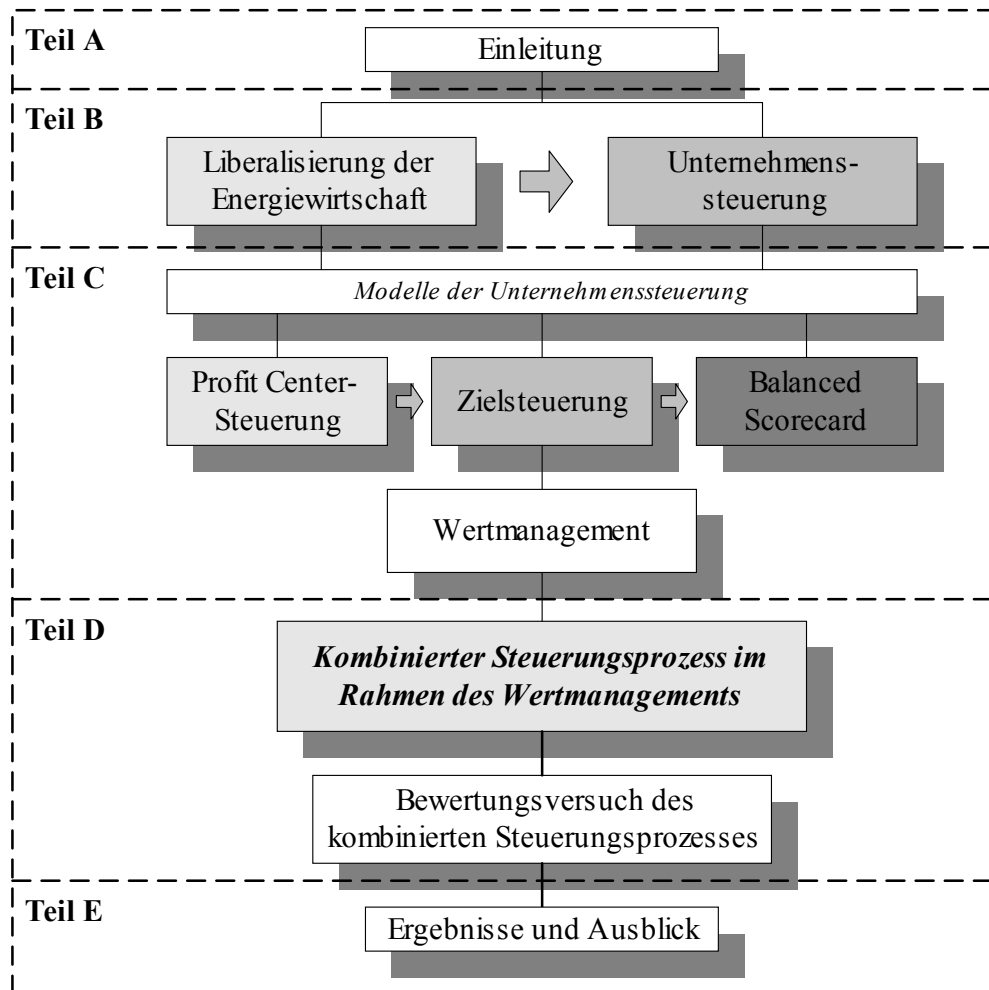 Teil A
Einleitung
Teil B
Liberalisierung der
Energiewirtschaft
Unternehmens-
steuerung
Teil C
Modelle der Unternehmenssteuerung
Profit Center-
Steuerung
Zielsteuerung
Balanced
Scorecard
Wertmanagement
Teil D
Kombinierter Steuerungsprozess im
Rahmen des Wertmanagements
Bewertungsversuch des
kombinierten Steuerungsprozesses
Teil E
Ergebnisse und Ausblick